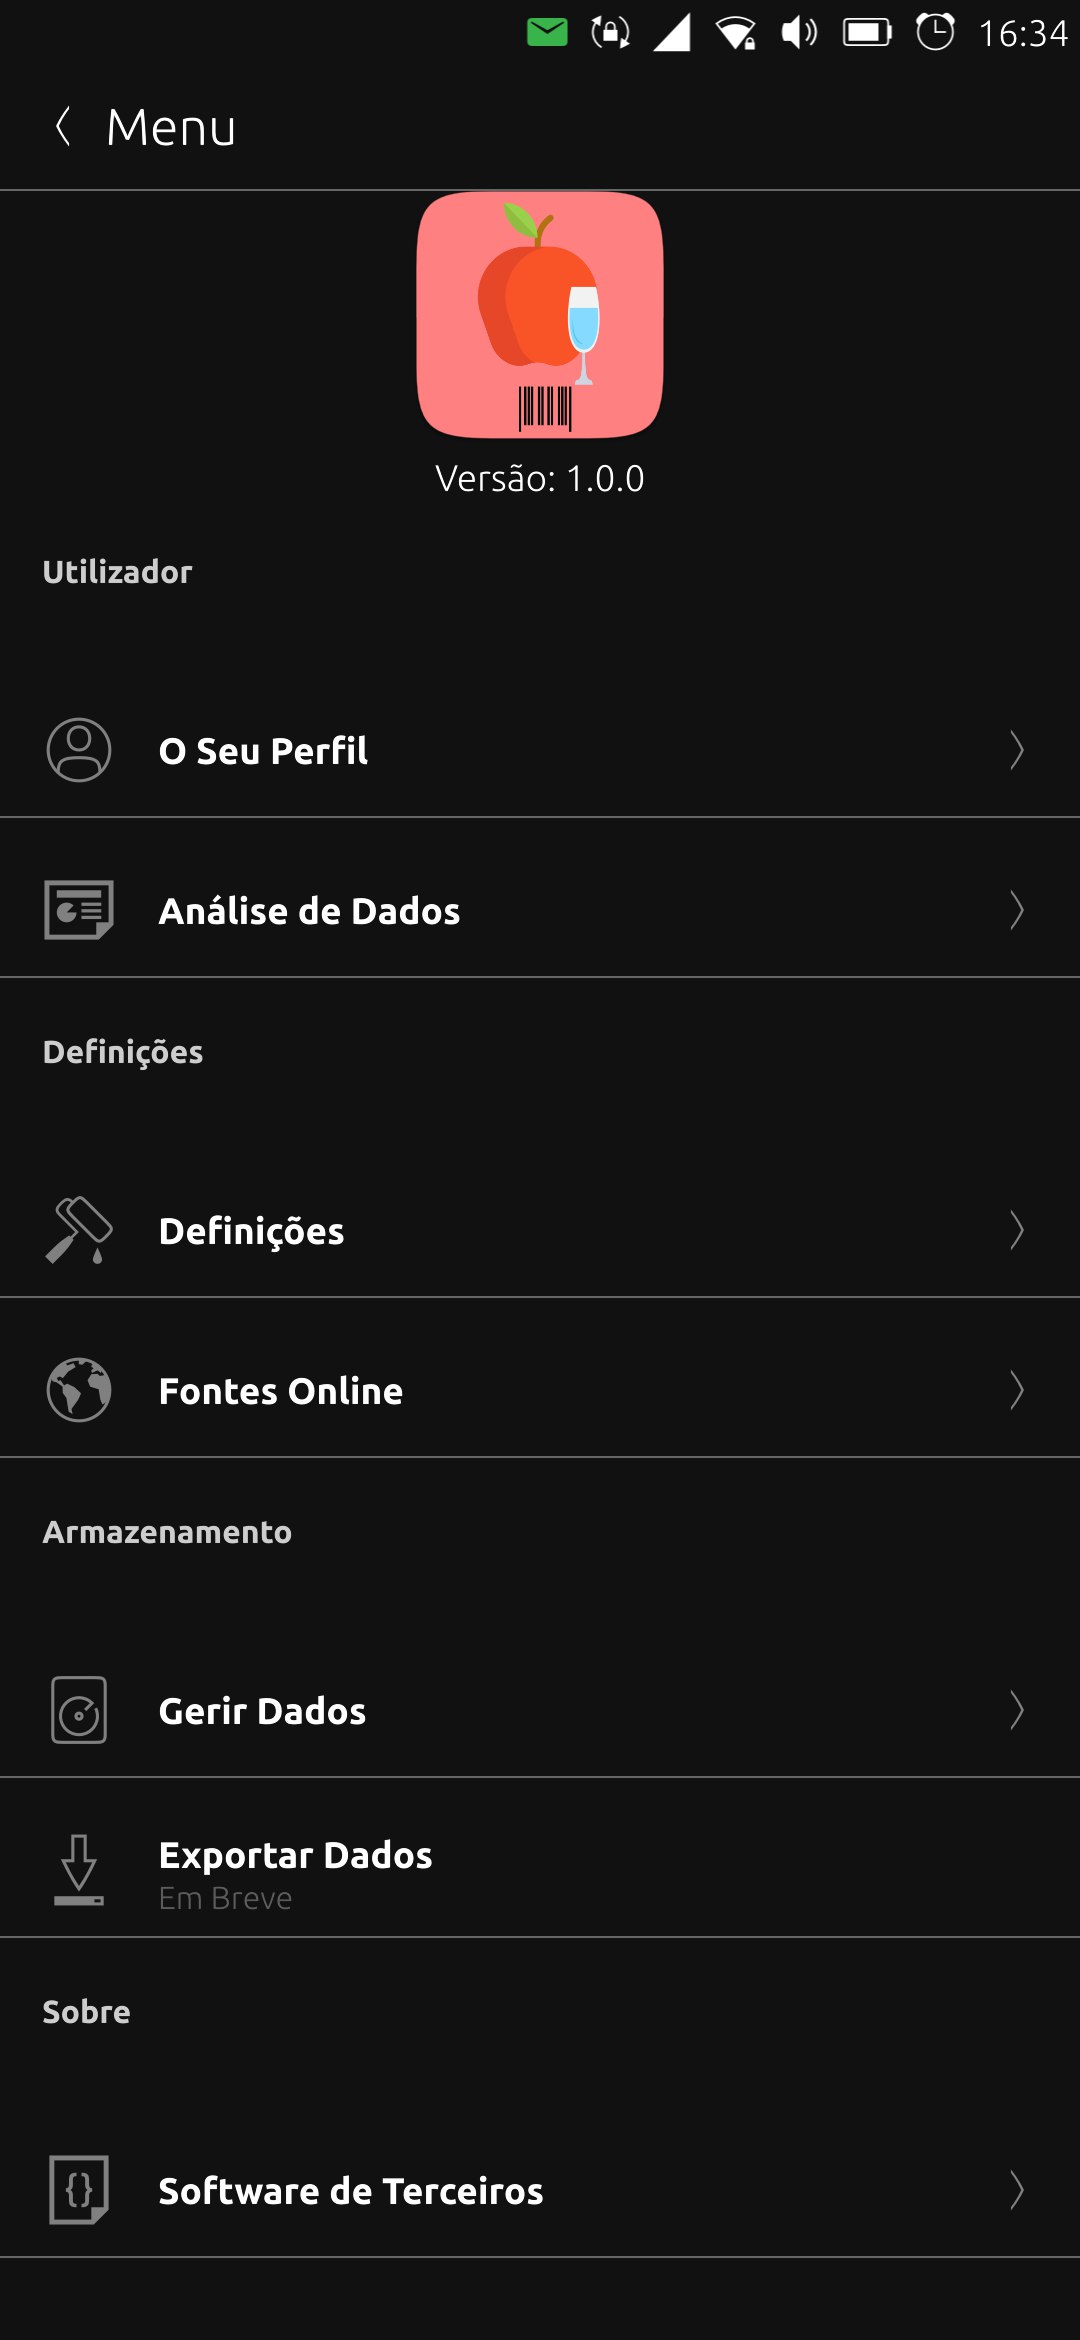 16:34
Menu
Versão: 1.0.0
Utilizador
O Seu Perfil
Análise de Dados
Definições
Definições
Fontes Online
Armazenamento
Gerir Dados
Exportar Dados
Em Breve
Sobre
Software de Terceiros